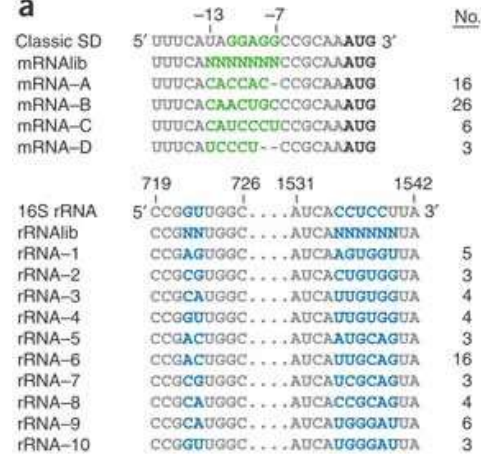 a
−13 −7 No.
Classic SD 5′ UUUCAUAGGAGGCCGCAAAUG 3′
mRNAlib UUUCANNNNNNNCCGCAAAUG
mRNA–A UUUCACACCAC-CCGCAAAUG 16
mRNA–B UUUCACAACUGCCCGCAAAUG 26
mRNA–C UUUCACAUCCCUCCGCAAAUG 6
mRNA–D UUUCAUCCCU--CCGCAAAUG 3
719 726 1531 1542
16S rRNA 5′ CCGGUUGGC....AUCACCUCCUUA 3′
rRNAlib CCGNNUGGC....AUCANNNNNNUA
rRNA–1 CCGAGUGGC....AUCAAGUGGUUA 5
rRNA–2 CCGCGUGGC....AUCACUGUGGUA 3
rRNA–3 CCGCAUGGC....AUCAUUGUGGUA 4
rRNA–4 CCGGUUGGC....AUCAUUGUGGUA 4
rRNA–5 CCGACUGGC....AUCAAUGCAGUA 3
rRNA–6 CCGACUGGC....AUCAUUGCAGUA 16
rRNA–7 CCGCGUGGC....AUCAUCGCAGUA 3
rRNA–8 CCGCAUGGC....AUCACCGCAGUA 4
rRNA–9 CCGCAUGGC....AUCAUGGGAUUA 6
rRNA–10 CCGGUUGGC....AUCAUGGGAUUA 3